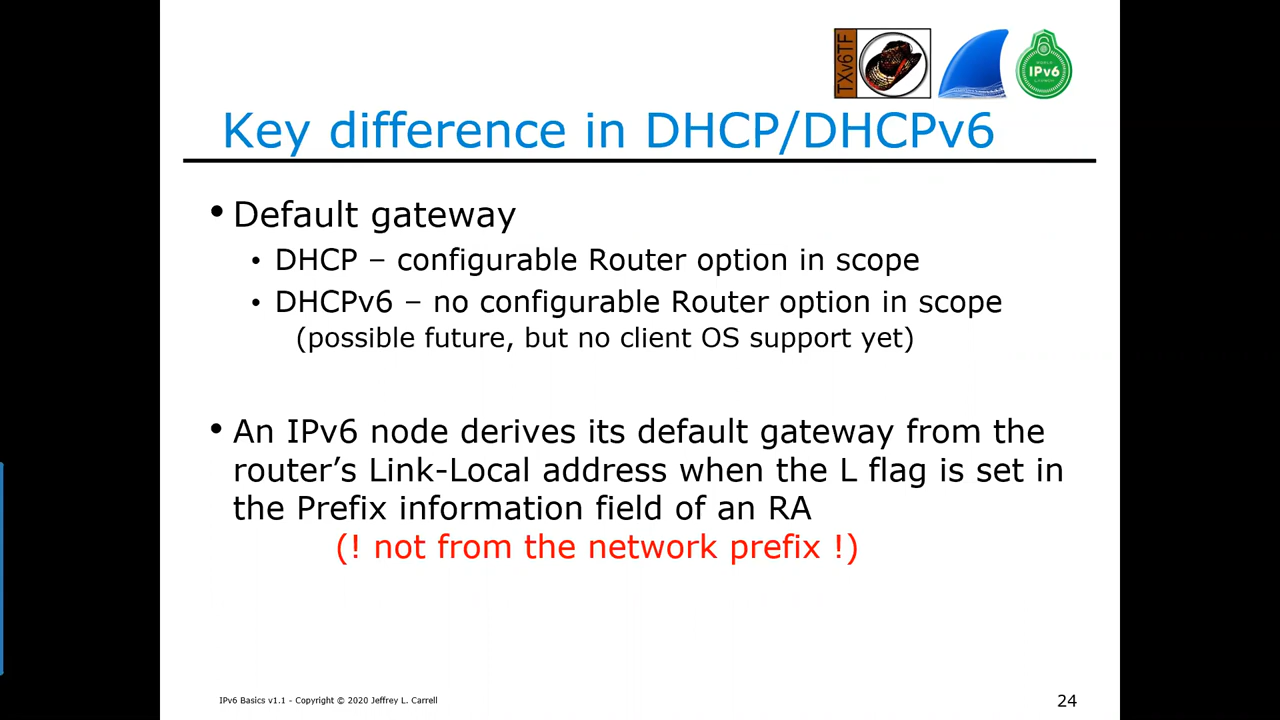 TXv6TF
IPv6
Key difference in DHCP/DHCPv6
• Default gateway
• DHCP – configurable Router option in scope
• DHCPv6 – no configurable Router option in scope
(possible future, but no client OS support yet)
• An IPv6 node derives its default gateway from the
router’s Link-Local address when the L flag is set in
the Prefix information field of an RA
(! not from the network prefix !)
IPv6 Basics v1.1 - Copyright © 2020 Jeffrey L. Carrell
24